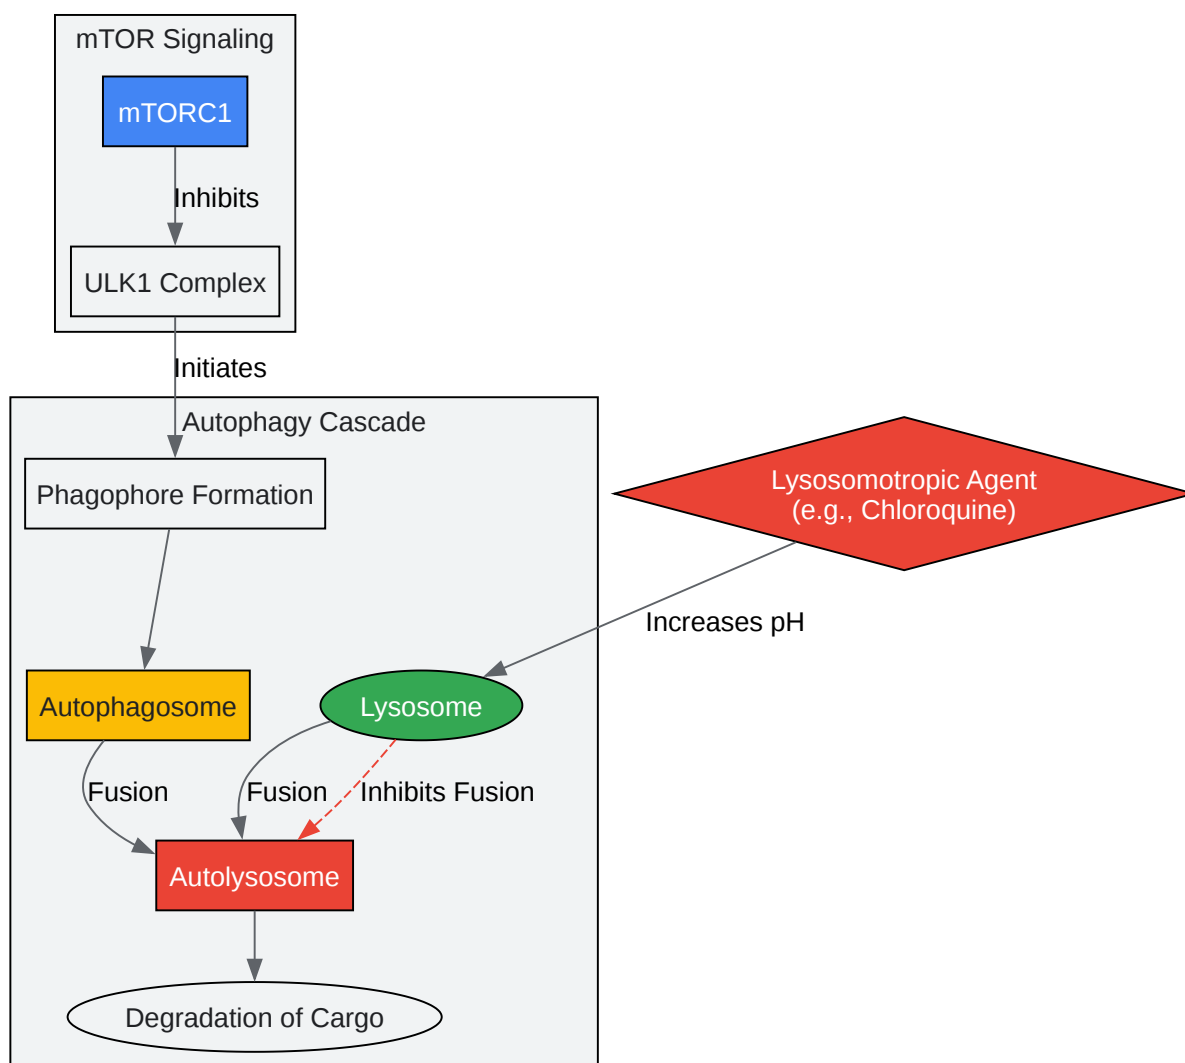 mTOR Signaling
mTORC1
Inhibits
ULK1 Complex
Initiates
Autophagy Cascade
Phagophore Formation
Lysosomotropic Agent
(e.g., Chloroquine)
Increases pH
Autophagosome
Lysosome
Fusion
Fusion
Inhibits Fusion
Autolysosome
Degradation of Cargo